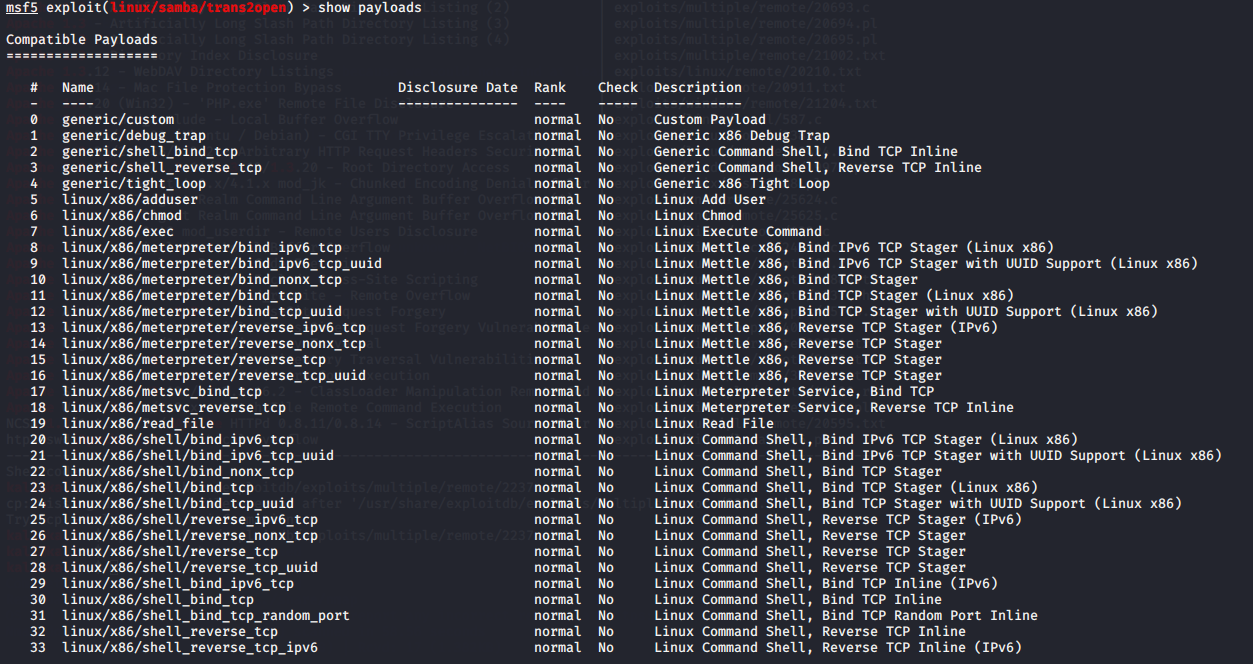 msf5 exploit(linux/samba/trans2open) > show payloads
Compatible Payloads
===================
# Name Disclosure Date Rank Check Description
- ---- --------------- ---- ----- -----------
0 generic/custom normal No Custom Payload
1 generic/debug_trap normal No Generic x86 Debug Trap
2 generic/shell_bind_tcp normal No Generic Command Shell, Bind TCP Inline
3 generic/shell_reverse_tcp normal No Generic Command Shell, Reverse TCP Inline
4 generic/tight_loop normal No Generic x86 Tight Loop
5 linux/x86/adduser normal No Linux Add User
6 linux/x86/chmod normal No Linux Chmod
7 linux/x86/exec normal No Linux Execute Command
8 linux/x86/meterpreter/bind_ipv6_tcp normal No Linux Mettle x86, Bind IPv6 TCP Stager (Linux x86)
9 linux/x86/meterpreter/bind_ipv6_tcp_uuid normal No Linux Mettle x86, Bind IPv6 TCP Stager with UUID Support (Linux x86)
10 linux/x86/meterpreter/bind_nonx_tcp normal No Linux Mettle x86, Bind TCP Stager
11 linux/x86/meterpreter/bind_tcp normal No Linux Mettle x86, Bind TCP Stager (Linux x86)
12 linux/x86/meterpreter/bind_tcp_uuid normal No Linux Mettle x86, Bind TCP Stager with UUID Support (Linux x86)
13 linux/x86/meterpreter/reverse_ipv6_tcp normal No Linux Mettle x86, Reverse TCP Stager (IPv6)
14 linux/x86/meterpreter/reverse_nonx_tcp normal No Linux Mettle x86, Reverse TCP Stager
15 linux/x86/meterpreter/reverse_tcp normal No Linux Mettle x86, Reverse TCP Stager
16 linux/x86/meterpreter/reverse_tcp_uuid normal No Linux Mettle x86, Reverse TCP Stager
17 linux/x86/metsvc_bind_tcp normal No Linux Meterpreter Service, Bind TCP
18 linux/x86/metsvc_reverse_tcp normal No Linux Meterpreter Service, Reverse TCP Inline
19 linux/x86/read_file normal No Linux Read File
20 linux/x86/shell/bind_ipv6_tcp normal No Linux Command Shell, Bind IPv6 TCP Stager (Linux x86)
21 linux/x86/shell/bind_ipv6_tcp_uuid normal No Linux Command Shell, Bind IPv6 TCP Stager with UUID Support (Linux x86)
22 linux/x86/shell/bind_nonx_tcp normal No Linux Command Shell, Bind TCP Stager
23 linux/x86/shell/bind_tcp normal No Linux Command Shell, Bind TCP Stager (Linux x86)
24 linux/x86/shell/bind_tcp_uuid normal No Linux Command Shell, Bind TCP Stager with UUID Support (Linux x86)
25 linux/x86/shell/reverse_ipv6_tcp normal No Linux Command Shell, Reverse TCP Stager (IPv6)
26 linux/x86/shell/reverse_nonx_tcp normal No Linux Command Shell, Reverse TCP Stager
27 linux/x86/shell/reverse_tcp normal No Linux Command Shell, Reverse TCP Stager
28 linux/x86/shell/reverse_tcp_uuid normal No Linux Command Shell, Reverse TCP Stager
29 linux/x86/shell_bind_ipv6_tcp normal No Linux Command Shell, Bind TCP Inline (IPv6)
30 linux/x86/shell_bind_tcp normal No Linux Command Shell, Bind TCP Inline
31 linux/x86/shell_bind_tcp_random_port normal No Linux Command Shell, Bind TCP Random Port Inline
32 linux/x86/shell_reverse_tcp normal No Linux Command Shell, Reverse TCP Inline
33 linux/x86/shell_reverse_tcp_ipv6 normal No Linux Command Shell, Reverse TCP Inline (IPv6)